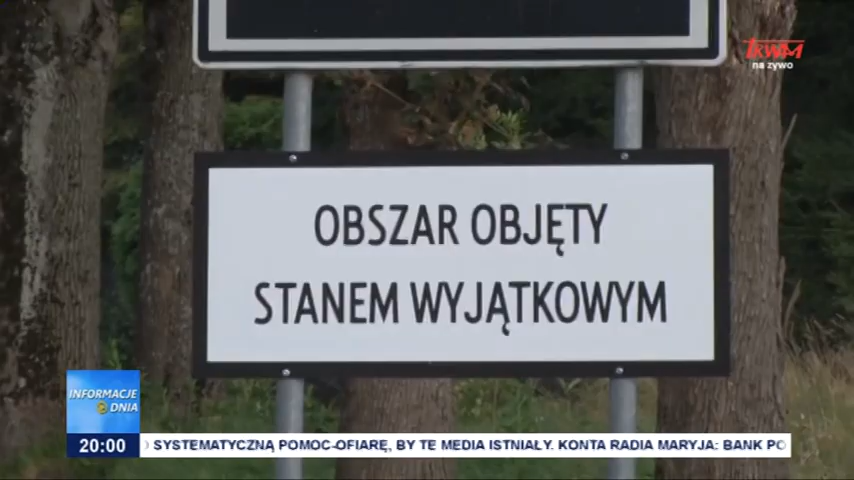 TRWAM
na żywo
OBSZAR OBJĘTY
STANEM WYJĄTKOWYM
INFORMACJE
DNIA
20:00
SYSTEMATYCZNĄ POMOC-OFIARĘ, BY TE MEDIA ISTNIAŁY. KONTA RADIA MARYJA: BANK PO